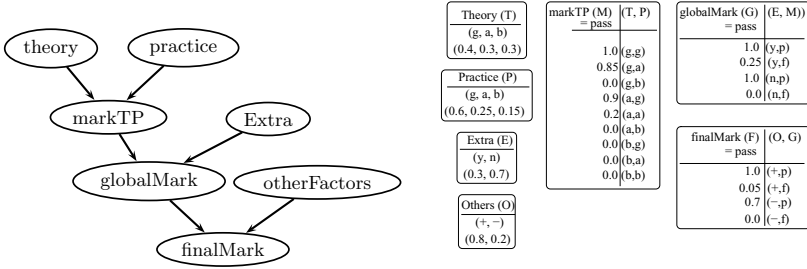 theory
practice
markTP
Extra
globalMark
otherFactors
finalMark
Theory (T)
(g, a, b)
(0.4, 0.3, 0.3)
Practice (P)
(g, a, b)
(0.6, 0.25, 0.15)
Extra (E)
(y, n)
(0.3, 0.7)
Others (O)
(+, −)
(0.8, 0.2)
markTP (M) (T, P)
= pass
1.0 (g,g)
0.85 (g,a)
0.0 (g,b)
0.9 (a,g)
0.2 (a,a)
0.0 (a,b)
0.0 (b,g)
0.0 (b,a)
0.0 (b,b)
globalMark (G) (E, M))
= pass
1.0 (y,p)
0.25 (y,f)
1.0 (n,p)
0.0 (n,f)
finalMark (F) (O, G)
= pass
1.0 (+,p)
0.05 (+,f)
0.7 (−,p)
0.0 (−,f)